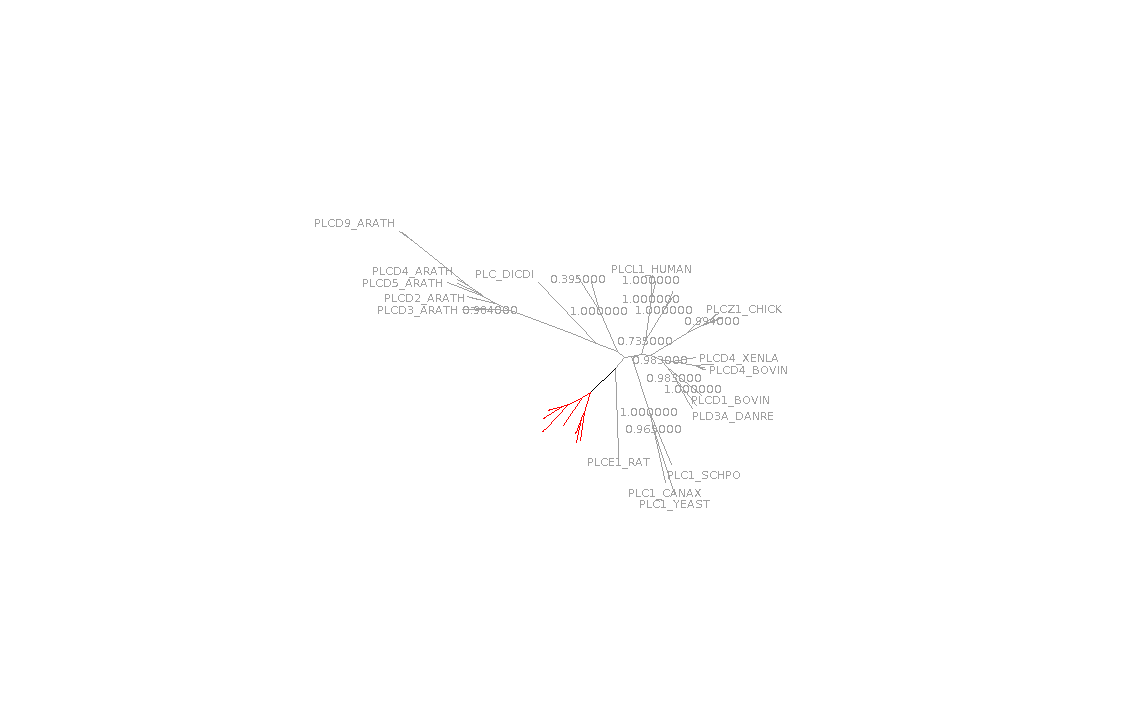 PLCD9_ARATH
PLCD4_ARATH
PLC_DICDI
0.395000
PLCL1_HUMAN
1.000000
PLCD5_ARATH
PLCD2_ARATH
1.000000
PLCD3_ARATH
0.984000
1.000000
1.000000
PLCZ1_CHICK
0.994000
0.735000
0.983000
PLCD4_XENLA
PLCD4_BOVIN
0.985000
1.000000
PLCD1_BOVIN
1.000000
PLD3A_DANRE
0.965000
PLCE1_RAT
PLC1_SCHPO
PLC1_CANAX
PLC1_YEAST